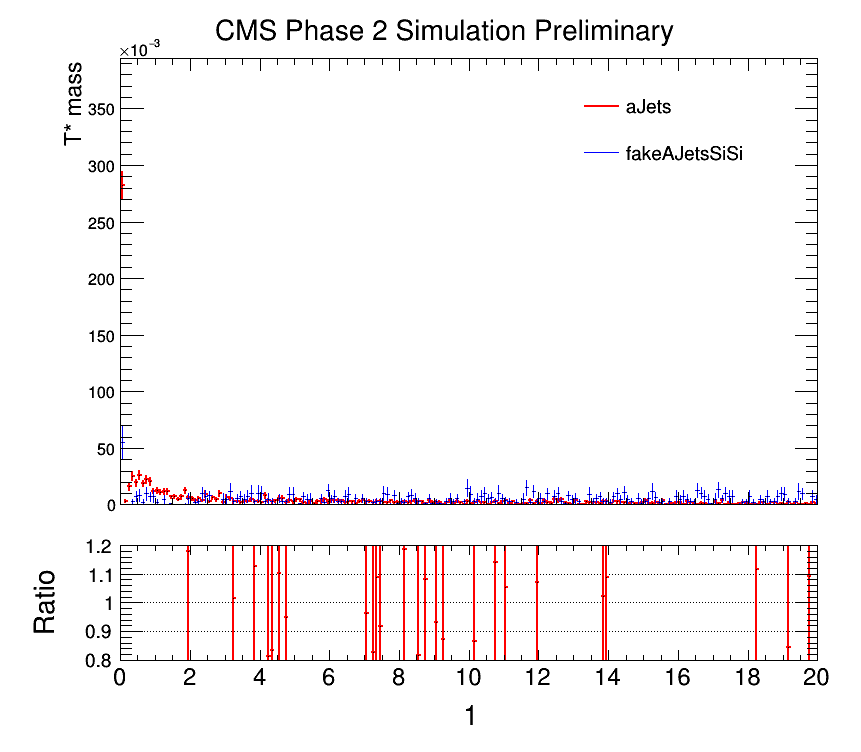 CMS Phase 2 Simulation Preliminary
×10⁻³
T* mass
350
300
250
200
150
100
50
0
aJets
fakeAJetsSiSi
Ratio
1.2
1.1
1
0.9
0.8
0 2 4 6 8 10 12 14 16 18 20
1